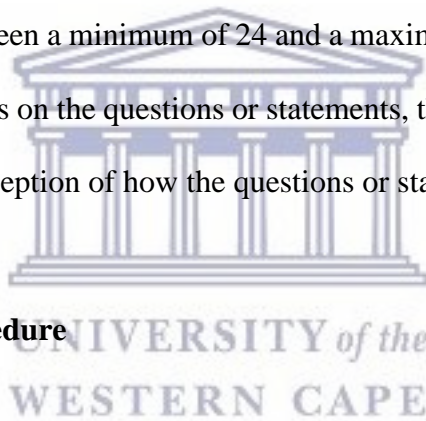 een a minimum of 24 and a maxin
s on the questions or statements, t
eption of how the questions or sta
edure
UNIVERSITY of the
WESTERN CAPE